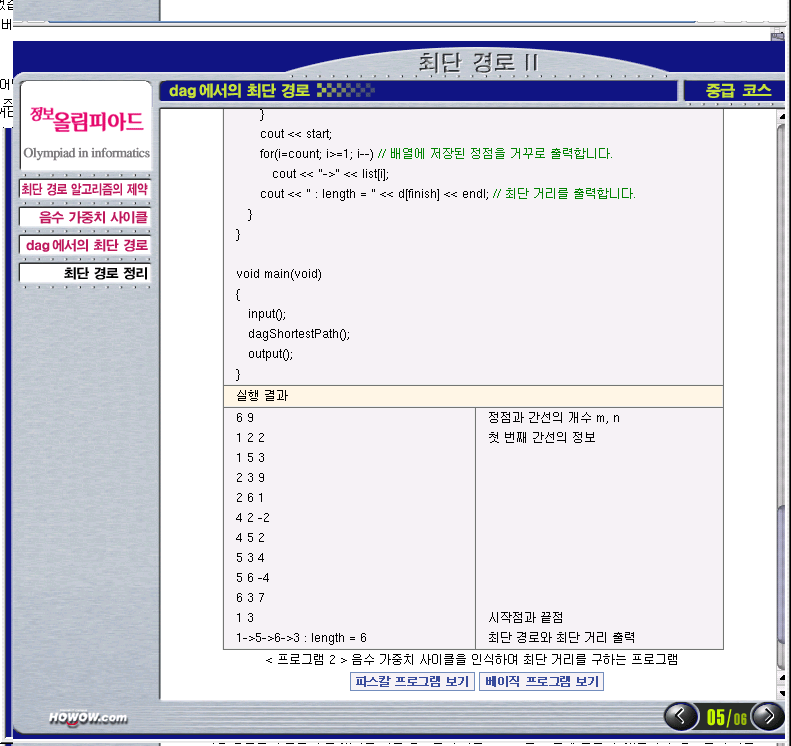 최단 경로 II
dag에서의 최단 경로
중급 코스
정보올림피아드
Olympiad in informatics
최단 경로 알고리즘의 제약
음수 가중치 사이클
dag에서의 최단 경로
최단 경로 정리
}
cout << start;
for(i=count; i>=1; i--) // 배열에 저장된 정점을 거꾸로 출력합니다.
cout << "->" << list[i];
cout << " : length = " << d[finish] << endl; // 최단 거리를 출력합니다.
}
}
void main(void)
{
input();
dagShortestPath();
output();
}
실행 결과
6 9 정점과 간선의 개수 m, n
1 2 2 첫 번째 간선의 정보
1 5 3
2 3 9
2 6 1
4 2 -2
4 5 2
5 3 4
5 6 -4
6 3 7
1 3 시작점과 끝점
1->5->6->3 : length = 6 최단 경로와 최단 거리 출력
< 프로그램 2 > 음수 가중치 사이클을 인식하여 최단 거리를 구하는 프로그램
파스칼 프로그램 보기 베이직 프로그램 보기
HOWOW.com
05/06